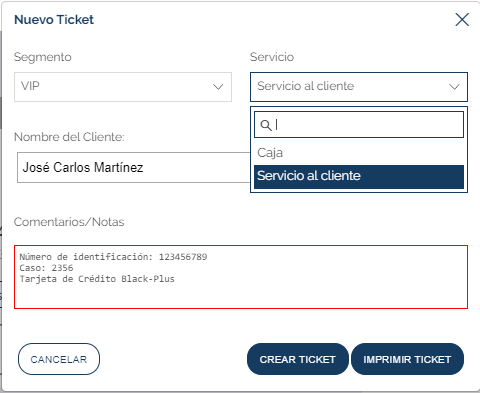 Nuevo Ticket
Segmento
Servicio
VIP
Servicio al cliente
Caja
Servicio al cliente
Nombre del Cliente:
José Carlos Martínez
Comentarios/Notas
Número de identificación: 123456789
Caso: 2356
Tarjeta de Crédito Black-Plus
CANCELAR
CREAR TICKET
IMPRIMIR TICKET